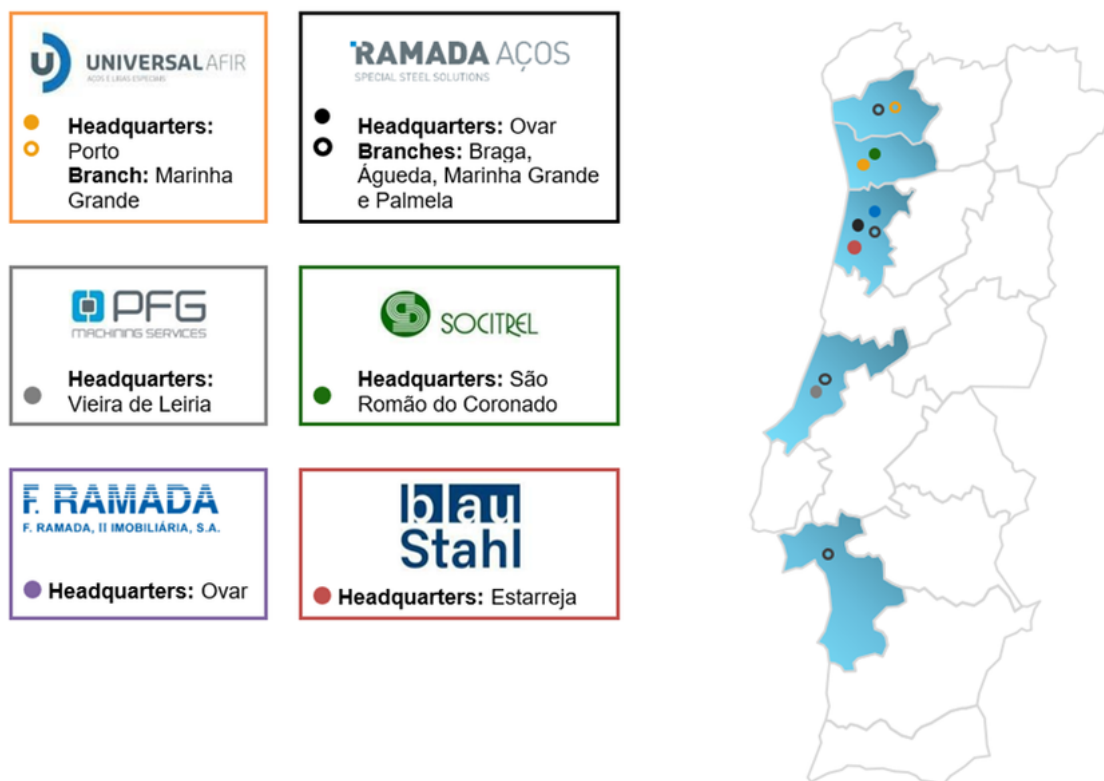 U UNIVERSAL AFIR
AÇOS E LIGAS ESPECIAIS
Headquarters:
Porto
Branch: Marinha
Grande
RAMADA AÇOS
SPECIAL STEEL SOLUTIONS
Headquarters: Ovar
Branches: Braga,
Águeda, Marinha Grande
e Palmela
PFG
MACHINING SERVICES
Headquarters:
Vieira de Leiria
S SOCITREL
Headquarters: São
Romão do Coronado
F. RAMADA
F. RAMADA, II IMOBILIÁRIA, S.A.
Headquarters: Ovar
blau
Stahl
Headquarters: Estarreja